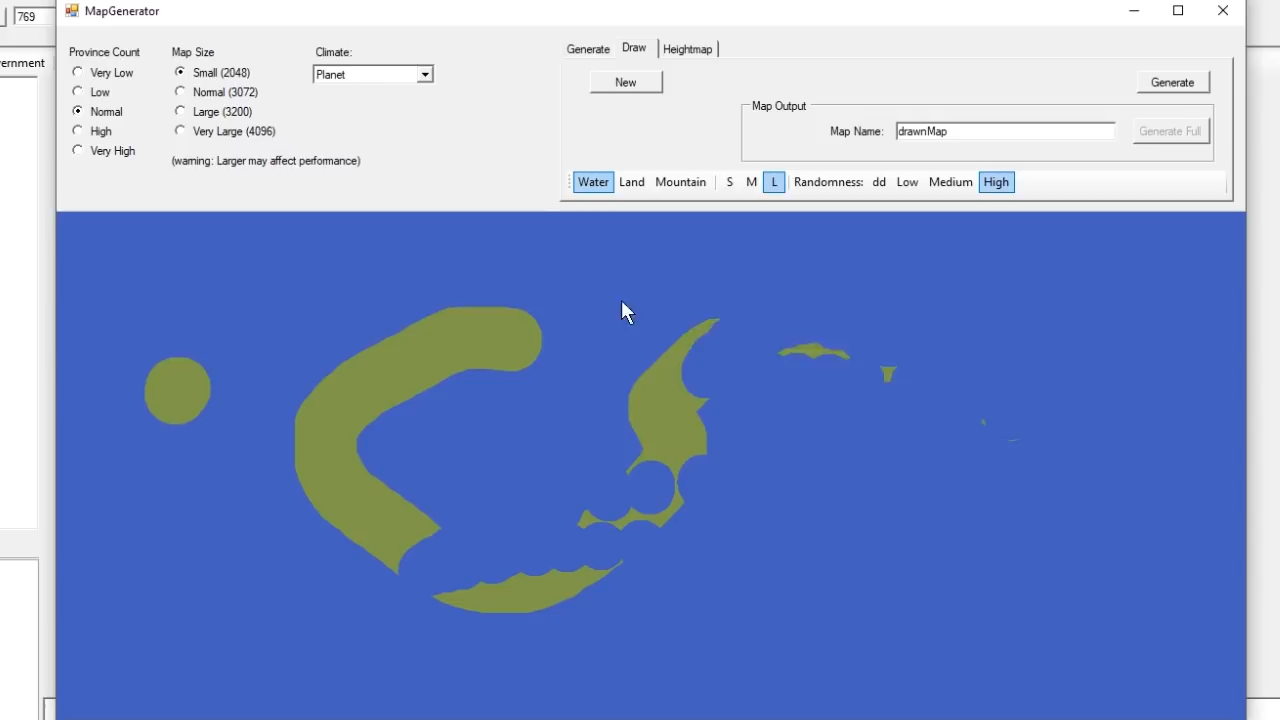 769
MapGenerator
ernment
Province Count
Very Low
Low
Normal
High
Very High
Map Size
Small (2048)
Normal (3072)
Large (3200)
Very Large (4096)
(warning: Larger may affect performance)
Climate:
Planet
Generate Draw Heightmap
New
Generate
Map Output
Map Name: drawnMap
Generate Full
Water Land Mountain S M L Randomness: dd Low Medium High